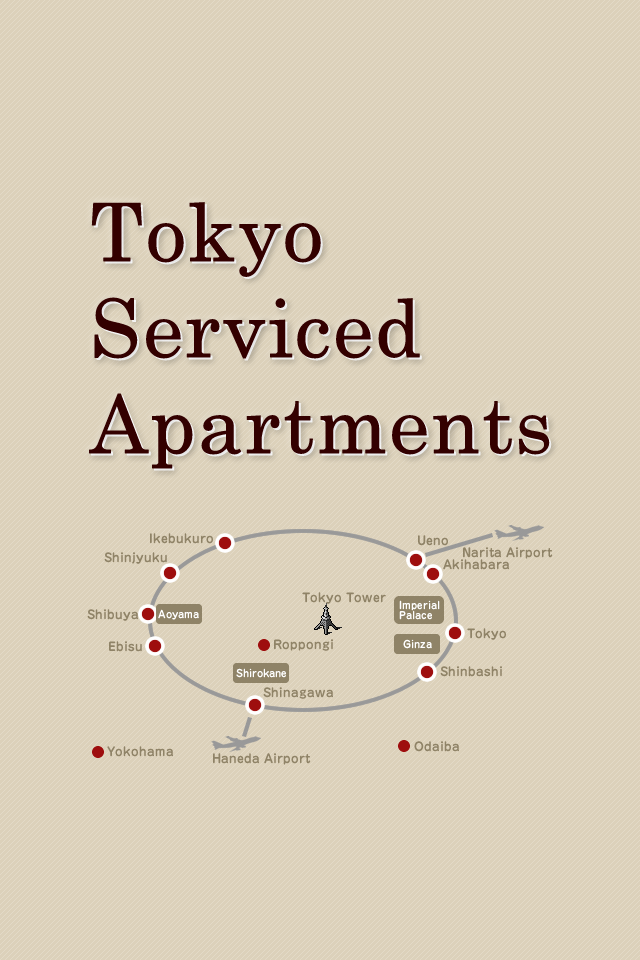 Tokyo
Serviced
Apartments
Ikebukuro
Ueno
Narita Airport
Shinjyuku
Akihabara
Tokyo Tower
Shibuya
Aoyama
Imperial
Palace
Tokyo
Ebisu
Roppongi
Ginza
Shirokane
Shinbashi
Shinagawa
Yokohama
Haneda Airport
Odaiba